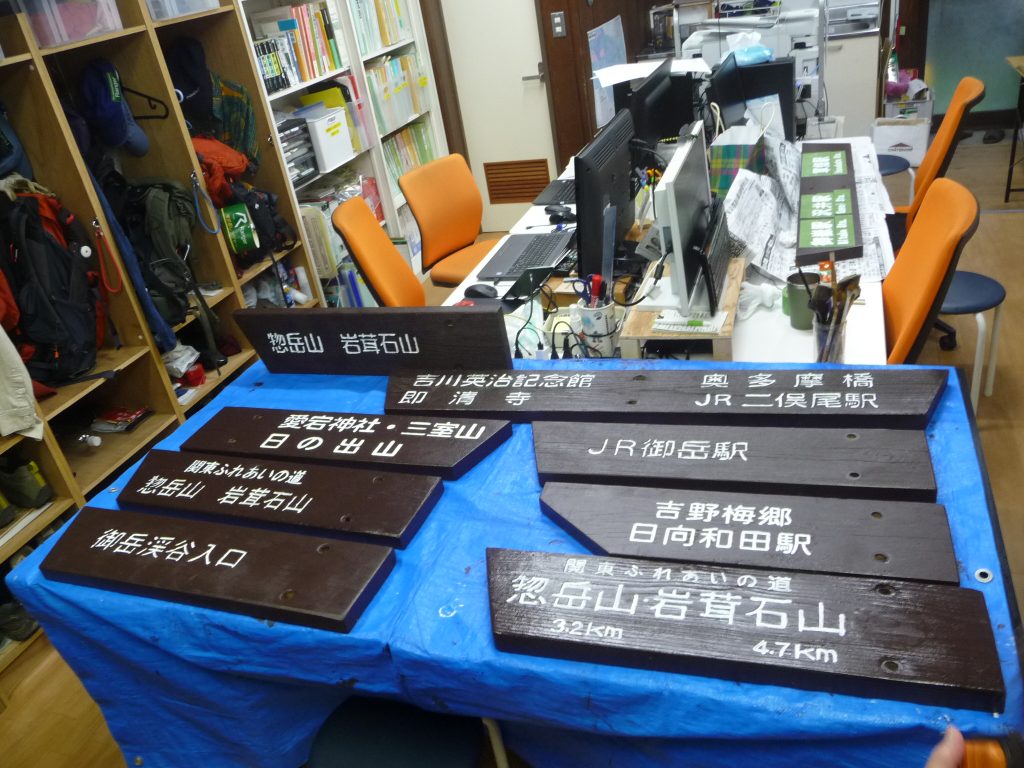 惣岳山 岩茸石山
吉川英治記念館 奥多摩橋
即清寺 JR二俣尾駅
愛宕神社・三室山
日の出山
JR御岳駅
関東ふれあいの道
惣岳山 岩茸石山
吉野梅郷
日向和田駅
御岳渓谷入口
関東ふれあいの道
惣岳山・岩茸石山
3.2Km 4.7Km